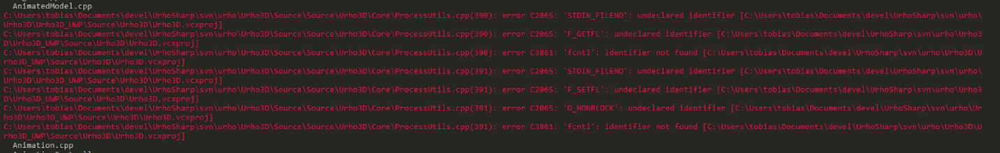 AnimatedModel.cpp
C:\Users\tobias\Documents\devel\UrhoSharp\svn\urho\Urho3D\Source\Source\Urho3D\Core\ProcessUtils.cpp(390): error C2065: 'STDIN_FILENO': undeclared identifier [C:\Users\tobias\Documents\devel\UrhoSharp\svn\urho\
Urho3D\Urho3D_UWP\Source\Urho3D\Urho3D.vcxproj]
C:\Users\tobias\Documents\devel\UrhoSharp\svn\urho\Urho3D\Source\Source\Urho3D\Core\ProcessUtils.cpp(390): error C2065: 'F_GETFL': undeclared identifier [C:\Users\tobias\Documents\devel\UrhoSharp\svn\urho\Urho3
D\Urho3D_UWP\Source\Urho3D\Urho3D.vcxproj]
C:\Users\tobias\Documents\devel\UrhoSharp\svn\urho\Urho3D\Source\Source\Urho3D\Core\ProcessUtils.cpp(390): error C3861: 'fcntl': identifier not found [C:\Users\tobias\Documents\devel\UrhoSharp\svn\urho\Urho3D\U
rho3D_UWP\Source\Urho3D\Urho3D.vcxproj]
C:\Users\tobias\Documents\devel\UrhoSharp\svn\urho\Urho3D\Source\Source\Urho3D\Core\ProcessUtils.cpp(391): error C2065: 'STDIN_FILENO': undeclared identifier [C:\Users\tobias\Documents\devel\UrhoSharp\svn\urho\
Urho3D\Urho3D_UWP\Source\Urho3D\Urho3D.vcxproj]
C:\Users\tobias\Documents\devel\UrhoSharp\svn\urho\Urho3D\Source\Source\Urho3D\Core\ProcessUtils.cpp(391): error C2065: 'F_SETFL': undeclared identifier [C:\Users\tobias\Documents\devel\UrhoSharp\svn\urho\Urho3
D\Urho3D_UWP\Source\Urho3D\Urho3D.vcxproj]
C:\Users\tobias\Documents\devel\UrhoSharp\svn\urho\Urho3D\Source\Source\Urho3D\Core\ProcessUtils.cpp(391): error C2065: 'O_NONBLOCK': undeclared identifier [C:\Users\tobias\Documents\devel\UrhoSharp\svn\urho\Ur
ho3D\Urho3D_UWP\Source\Urho3D\Urho3D.vcxproj]
C:\Users\tobias\Documents\devel\UrhoSharp\svn\urho\Urho3D\Source\Source\Urho3D\Core\ProcessUtils.cpp(391): error C3861: 'fcntl': identifier not found [C:\Users\tobias\Documents\devel\UrhoSharp\svn\urho\Urho3D\U
rho3D_UWP\Source\Urho3D\Urho3D.vcxproj]
Animation.cpp